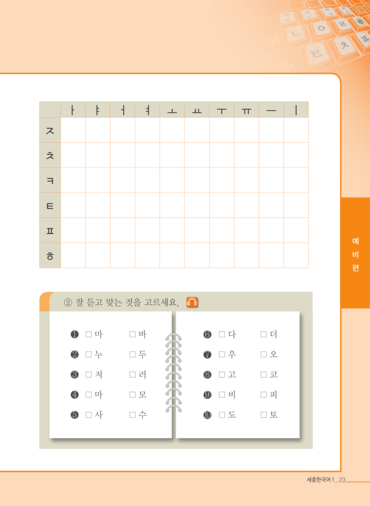 ㅏ ㅑ ㅓ ㅕ ㅗ ㅛ ㅜ ㅠ ㅡ ㅣ
ㅈ
ㅊ
ㅋ
ㅌ
ㅍ
ㅎ
예비편
② 잘 듣고 맞는 것을 고르세요.
❶ □ 마 □ 바
❷ □ 누 □ 두
❸ □ 저 □ 러
❹ □ 마 □ 모
❺ □ 사 □ 수
❻ □ 다 □ 더
❼ □ 우 □ 오
❽ □ 고 □ 코
❾ □ 비 □ 피
❿ □ 도 □ 토
세종한국어 1 _ 23